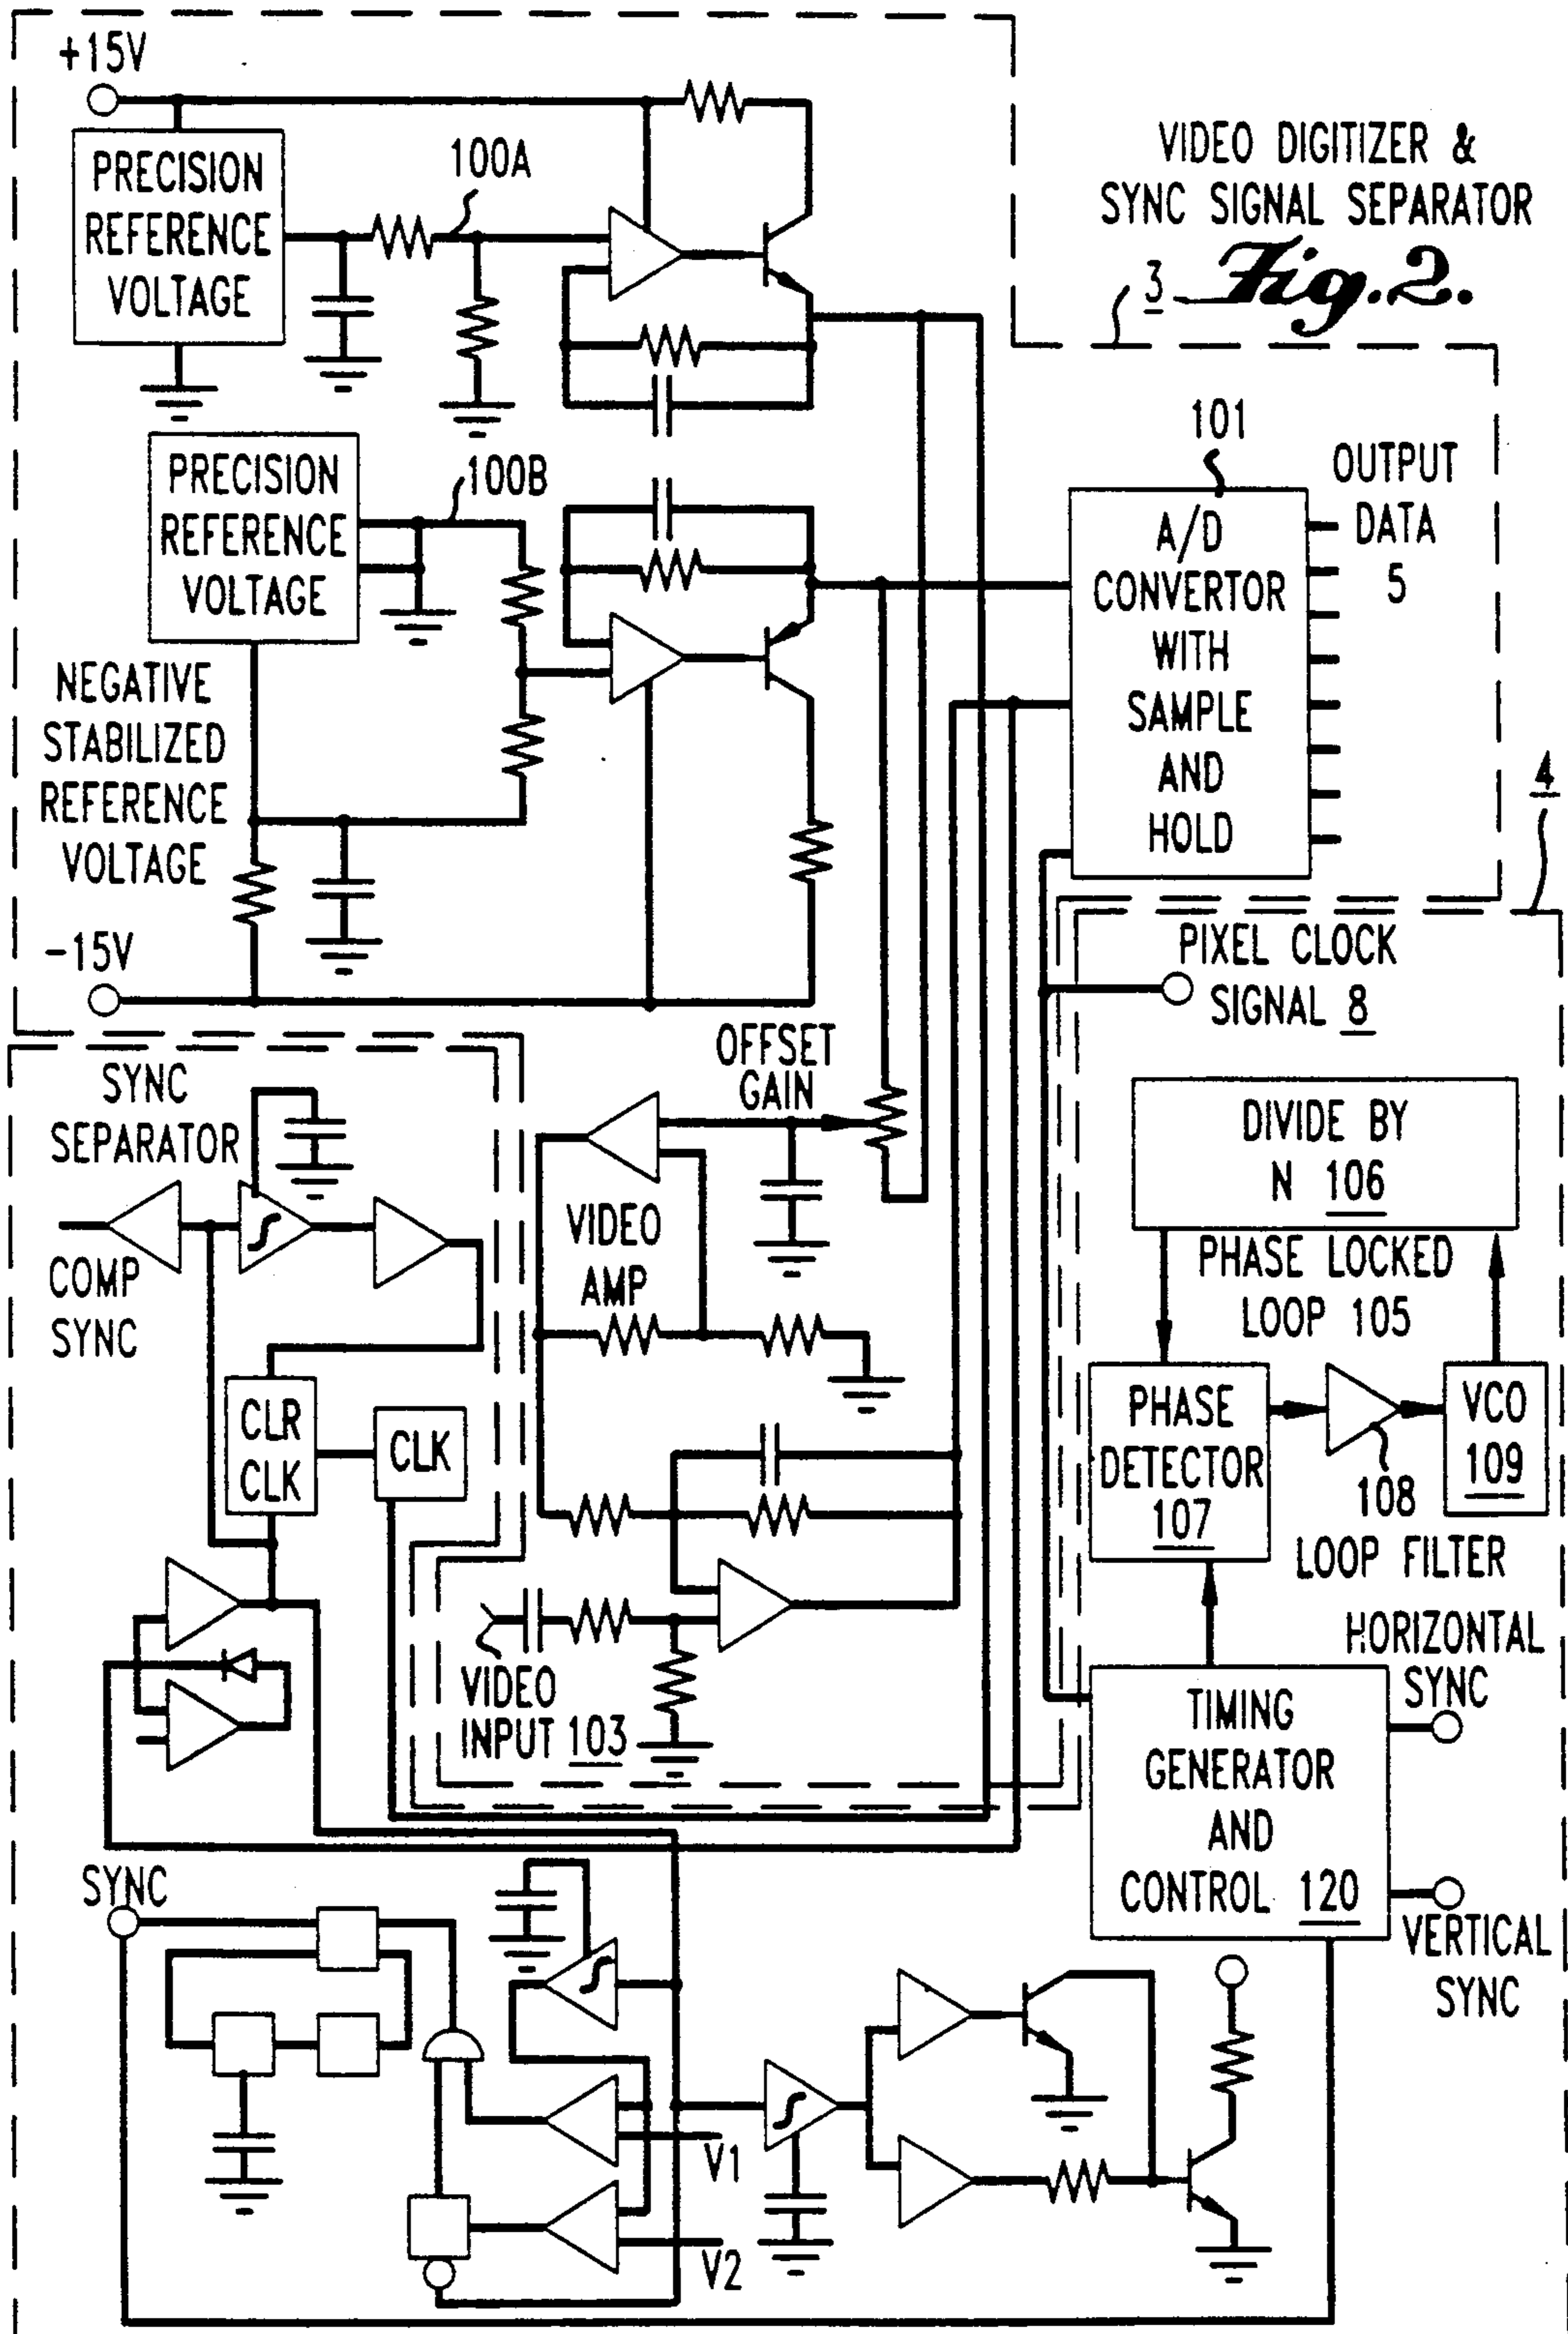 +15V
PRECISION
REFERENCE
VOLTAGE
100A
VIDEO DIGITIZER &
SYNC SIGNAL SEPARATOR
3
Fig.2.
PRECISION
REFERENCE
VOLTAGE
100B
101
A/D
CONVERTOR
WITH
SAMPLE
AND
HOLD
OUTPUT
DATA
5
NEGATIVE
STABILIZED
REFERENCE
VOLTAGE
-15V
4
PIXEL CLOCK
SIGNAL 8
OFFSET
GAIN
SYNC
SEPARATOR
COMP
SYNC
VIDEO
AMP
DIVIDE BY
N 106
PHASE LOCKED
LOOP 105
CLR
CLK
CLK
PHASE
DETECTOR
107
108
LOOP FILTER
VCO
109
VIDEO
INPUT 103
HORIZONTAL
SYNC
TIMING
GENERATOR
AND
CONTROL 120
VERTICAL
SYNC
SYNC
V1
V2